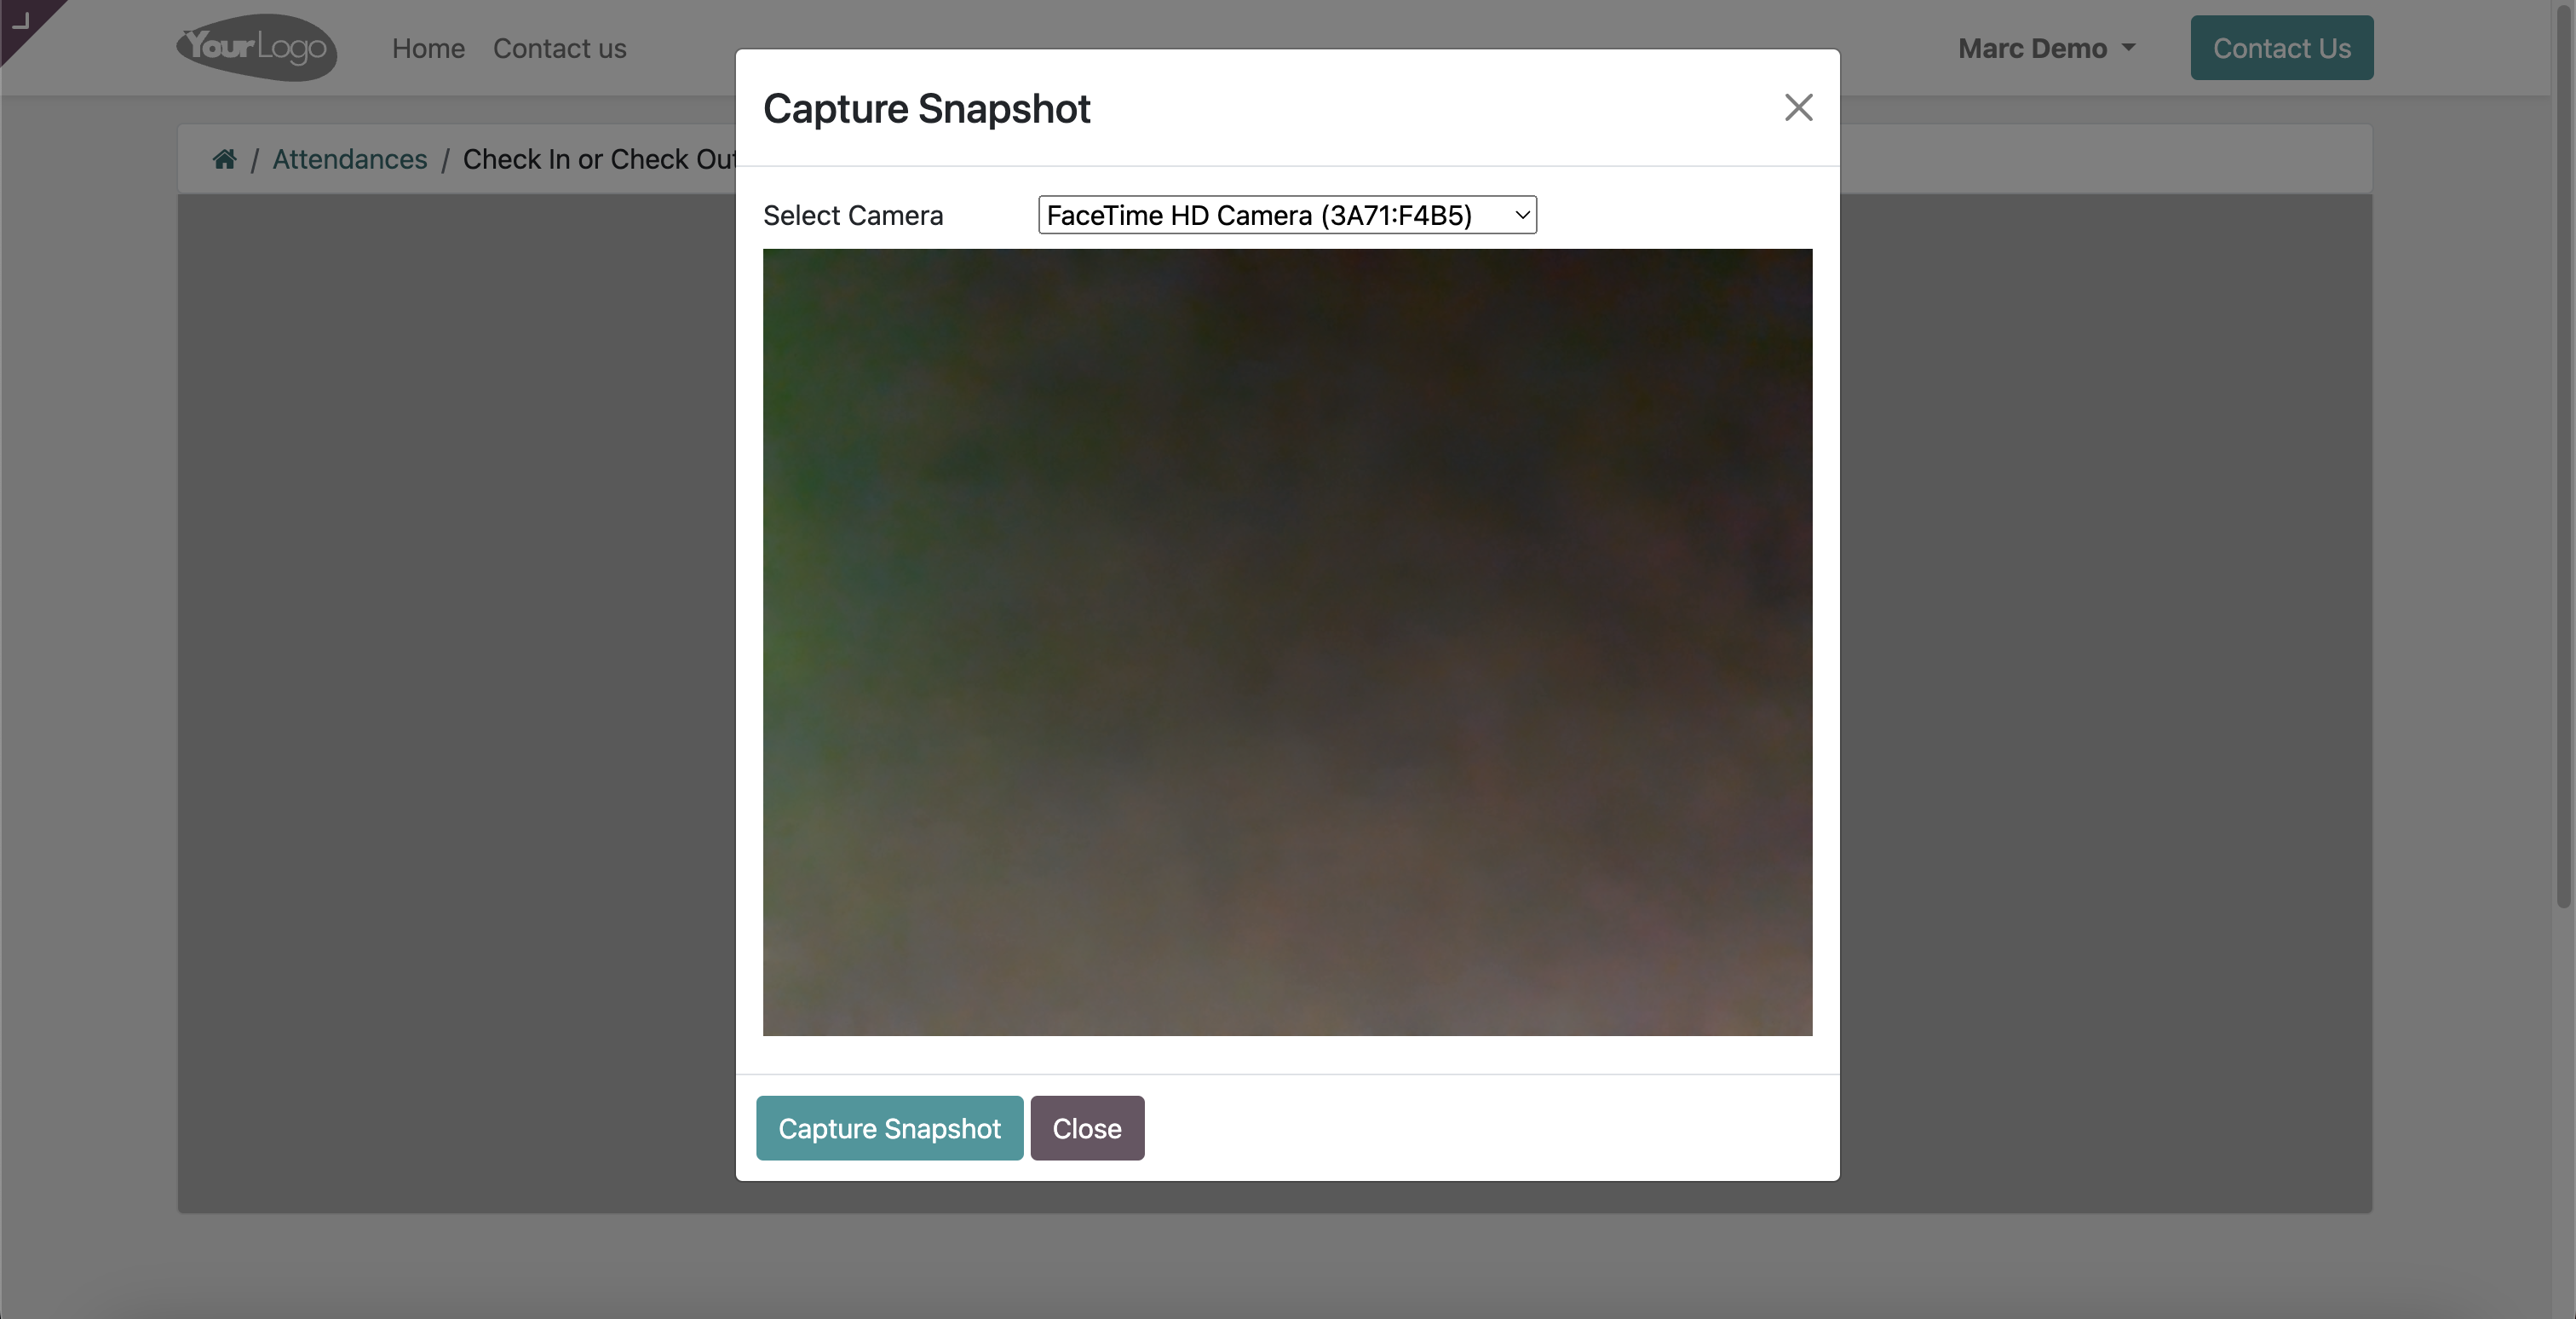 YourLogo
Home
Contact us
Marc Demo
Contact Us
/ Attendances / Check In or Check Out
Capture Snapshot
Select Camera
FaceTime HD Camera (3A71:F4B5)
Capture Snapshot
Close